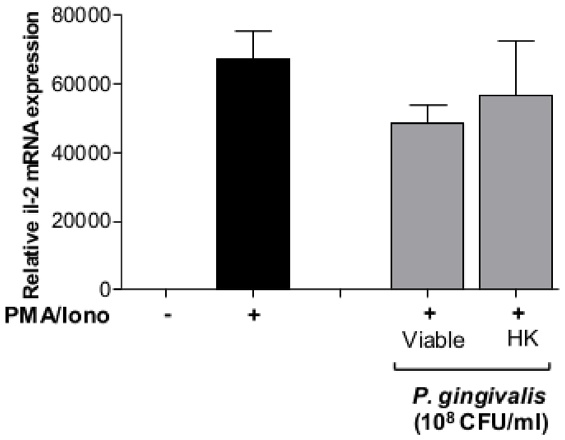 Relative il-2 mRNA expression
80000
60000
40000
20000
0
PMA/Iono - + + +
Viable HK
P. gingivalis
(10⁸ CFU/ml)